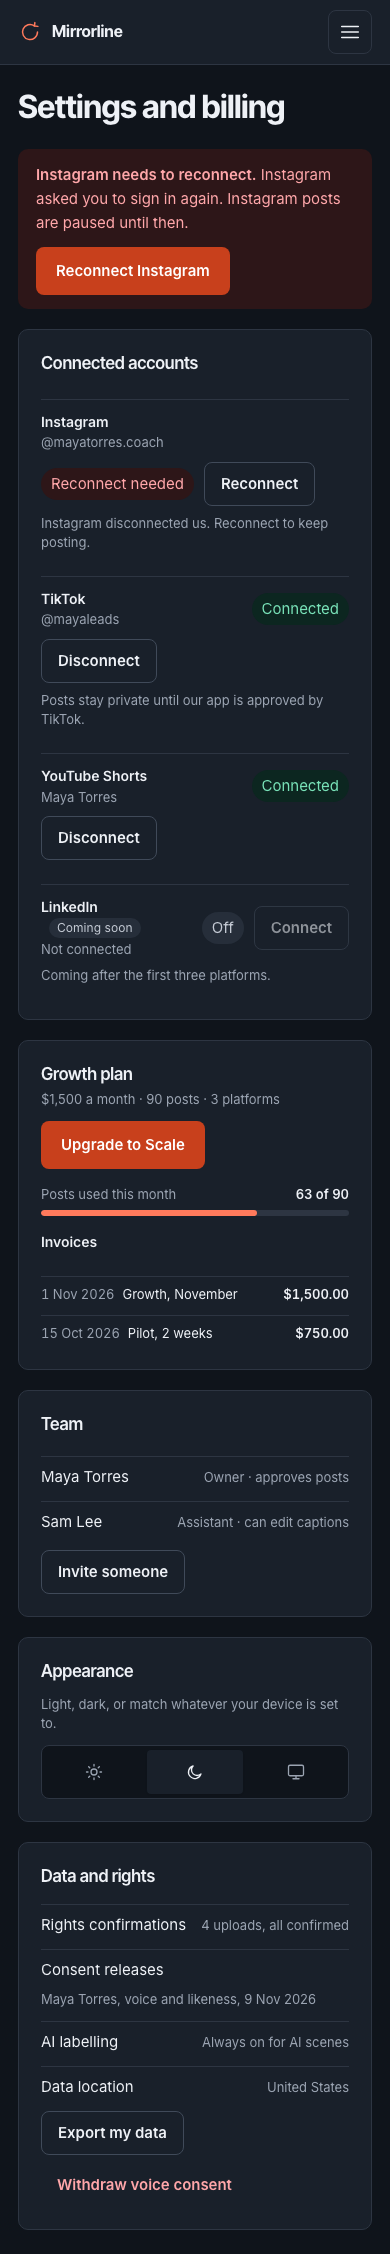 Mirrorline
Settings and billing
Instagram needs to reconnect. Instagram
asked you to sign in again. Instagram posts
are paused until then.
Reconnect Instagram
Connected accounts
Instagram
@mayatorres.coach
Reconnect needed
Reconnect
Instagram disconnected us. Reconnect to keep
posting.
TikTok
@mayaleads
Connected
Disconnect
Posts stay private until our app is approved by
TikTok.
YouTube Shorts
Maya Torres
Connected
Disconnect
LinkedIn
Coming soon
Not connected
Off
Connect
Coming after the first three platforms.
Growth plan
$1,500 a month · 90 posts · 3 platforms
Upgrade to Scale
Posts used this month 63 of 90
Invoices
1 Nov 2026 Growth, November $1,500.00
15 Oct 2026 Pilot, 2 weeks $750.00
Team
Maya Torres Owner · approves posts
Sam Lee Assistant · can edit captions
Invite someone
Appearance
Light, dark, or match whatever your device is set
to.
Data and rights
Rights confirmations 4 uploads, all confirmed
Consent releases
Maya Torres, voice and likeness, 9 Nov 2026
AI labelling Always on for AI scenes
Data location United States
Export my data
Withdraw voice consent